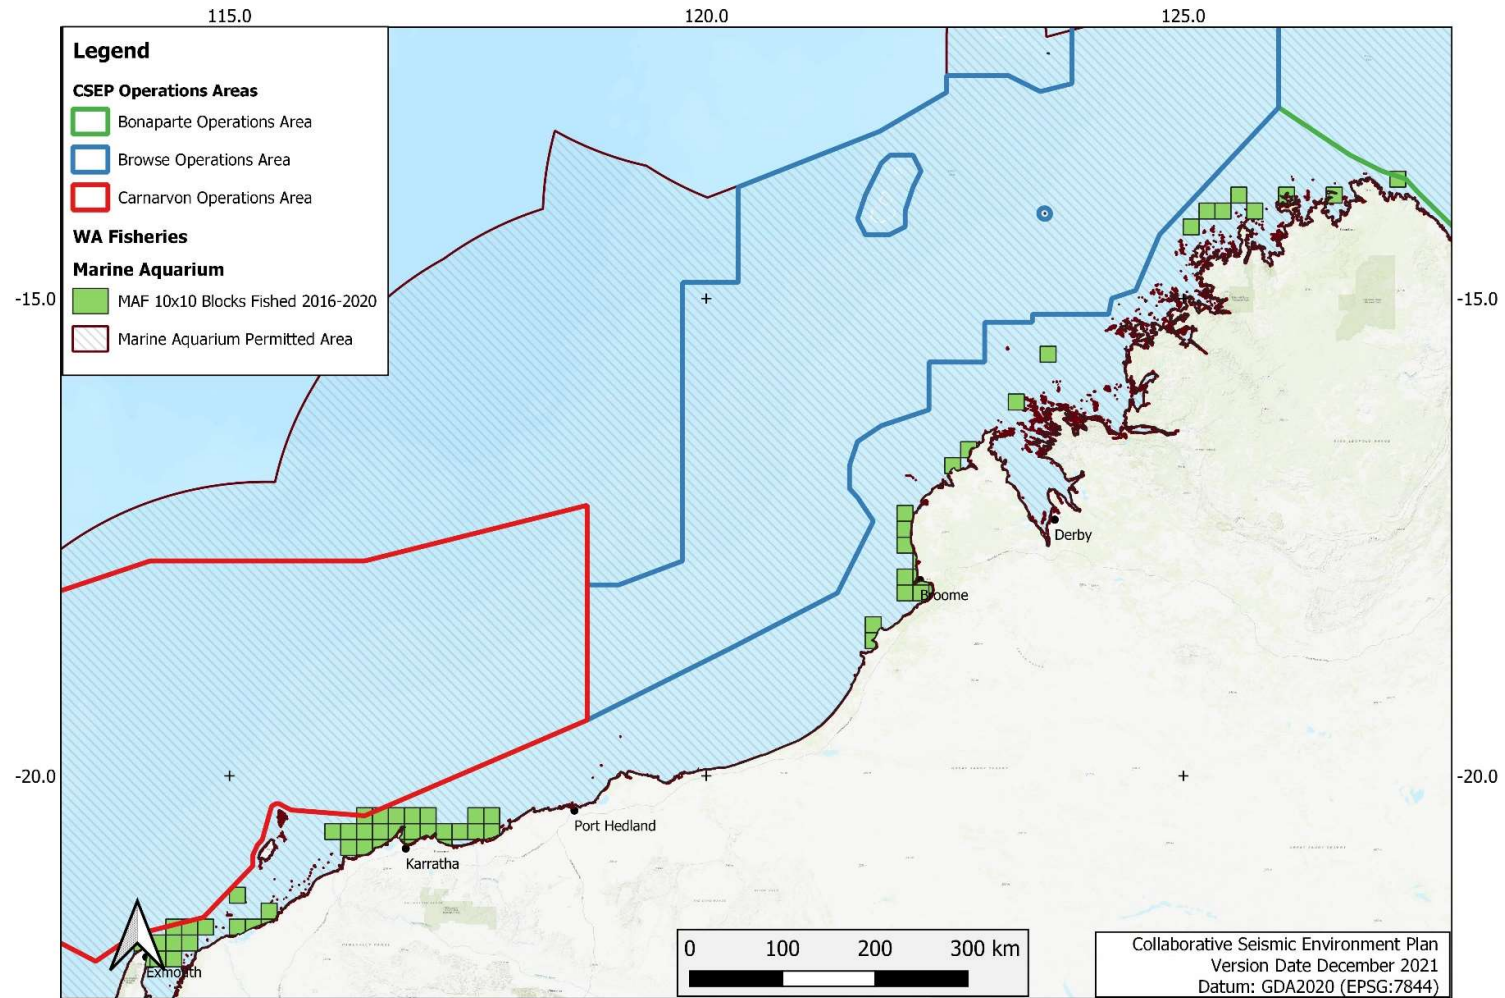 115.0 120.0 125.0
Legend
CSEP Operations Areas
Bonaparte Operations Area
Browse Operations Area
Carnarvon Operations Area
WA Fisheries
Marine Aquarium
-15.0 -15.0
MAF 10x10 Blocks Fished 2016-2020
Marine Aquarium Permitted Area
Derby
Broome
-20.0 -20.0
Port Hedland
Karratha
Exmouth
0 100 200 300 km
Collaborative Seismic Environment Plan
Version Date December 2021
Datum: GDA2020 (EPSG:7844)